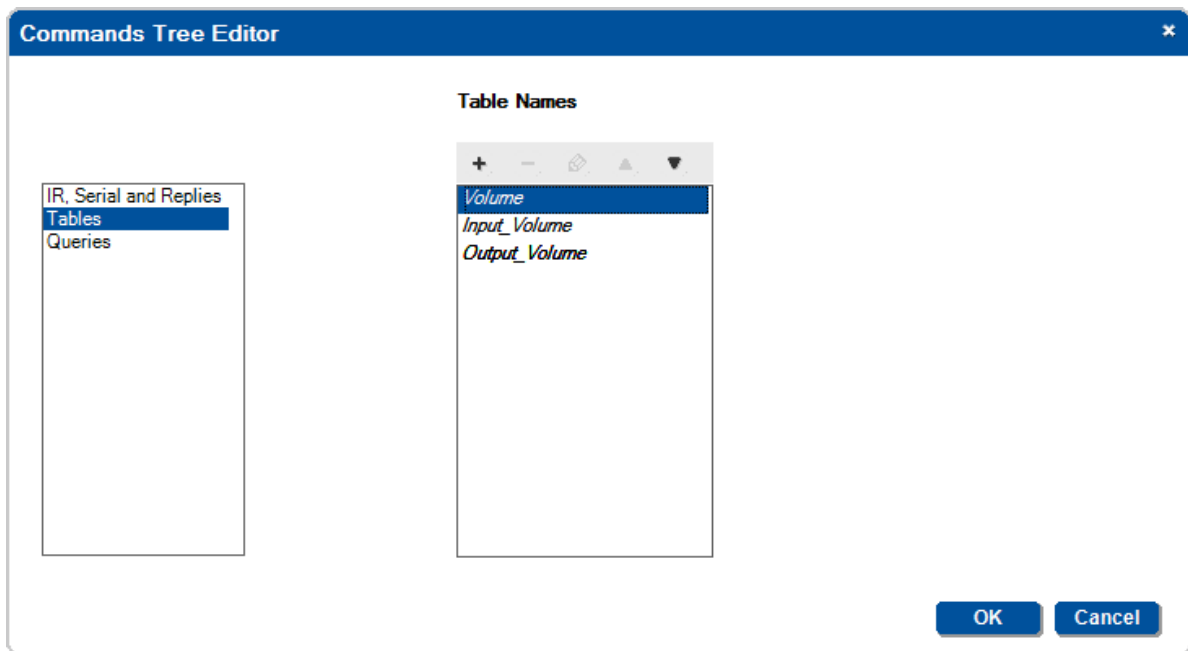 Commands Tree Editor
Table Names
IR, Serial and Replies
Tables
Queries
Volume
Input_Volume
Output_Volume
OK
Cancel